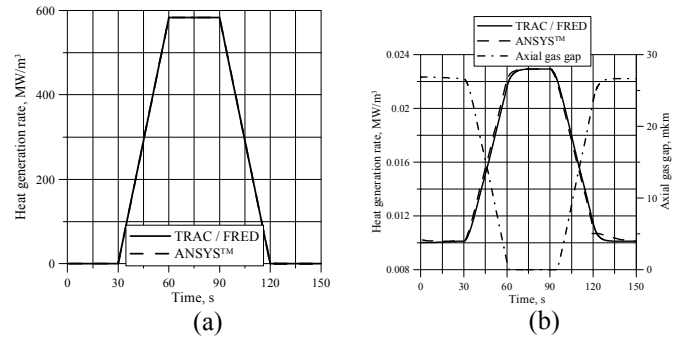 600
400
200
0
Heat generation rate, MW/m³
TRAC / FRED
ANSYS™
0 30 60 90 120 150
Time, s
(a)
TRAC / FRED
ANSYS™
Axial gas gap
0.024
0.022
0.016
0.012
0.008
Heat generation rate, MW/m³
30
20
10
0
Axial gas gap, mkm
0 30 60 90 120 150
Time, s
(b)